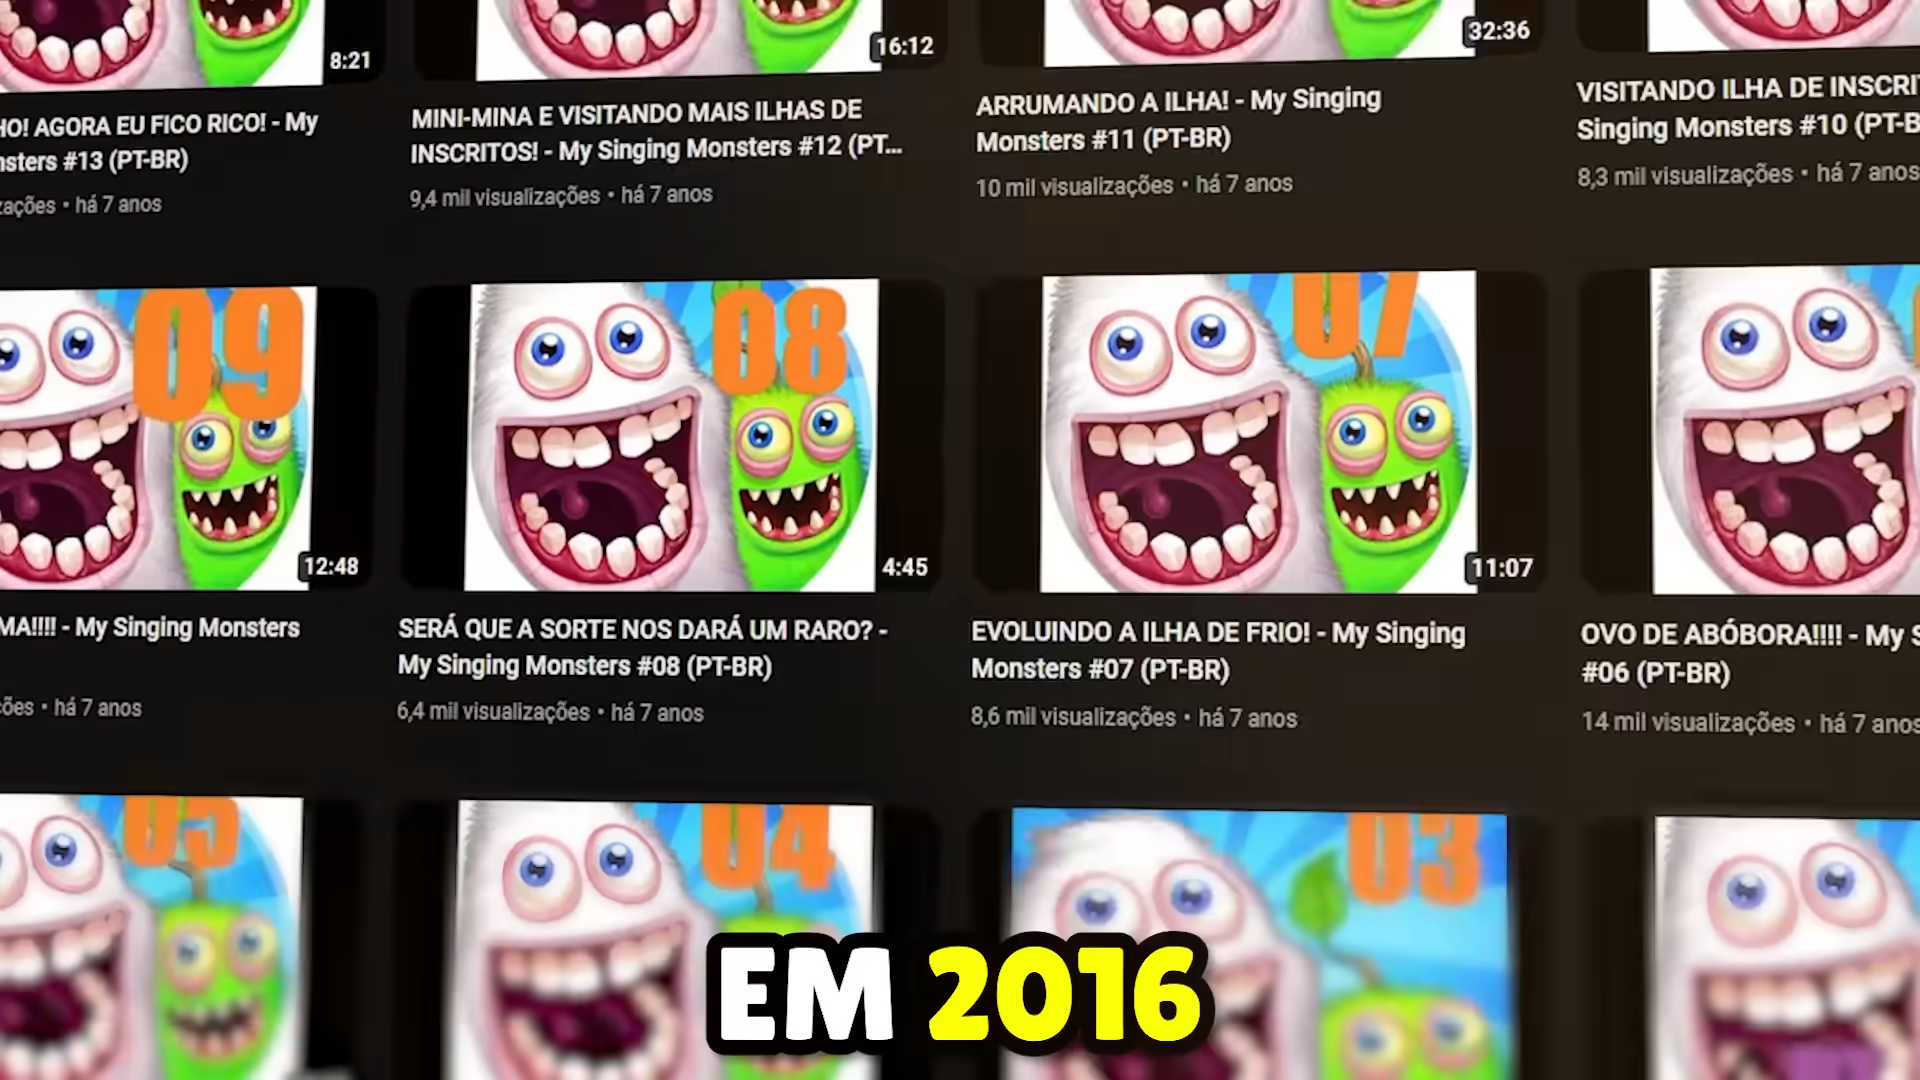 8:21
16:12
32:36
HO! AGORA EU FICO RICO! - My
nsters #13 (PT-BR)
zações • há 7 anos
MINI-MINA E VISITANDO MAIS ILHAS DE
INSCRITOS! - My Singing Monsters #12 (PT...
9,4 mil visualizações • há 7 anos
ARRUMANDO A ILHA! - My Singing
Monsters #11 (PT-BR)
10 mil visualizações • há 7 anos
VISITANDO ILHA DE INSCRIT
Singing Monsters #10 (PT-B
8,3 mil visualizações • há 7 anos
09
08
07
12:48
4:45
11:07
MA!!!! - My Singing Monsters
ões • há 7 anos
SERÁ QUE A SORTE NOS DARÁ UM RARO? -
My Singing Monsters #08 (PT-BR)
6,4 mil visualizações • há 7 anos
EVOLUINDO A ILHA DE FRIO! - My Singing
Monsters #07 (PT-BR)
8,6 mil visualizações • há 7 anos
OVO DE ABÓBORA!!!! - My S
#06 (PT-BR)
14 mil visualizações • há 7 anos
05
04
03
EM 2016